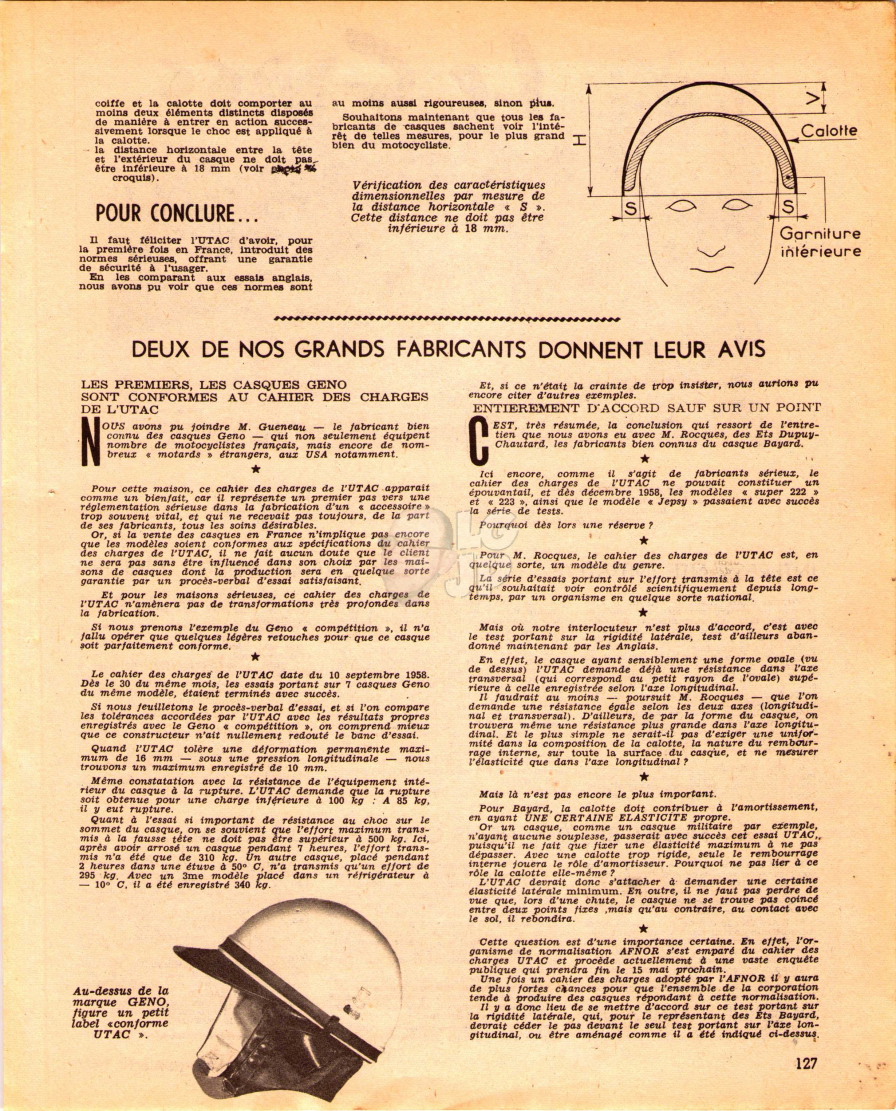 coiffe et la calotte doit comporter au
moins deux éléments distincts disposés
de manière à entrer en action succes-
sivement lorsque le choc est appliqué à
la calotte.
la distance horizontale entre la tête
et l'extérieur du casque ne doit pas
être inférieure à 18 mm (voir
croquis).
POUR CONCLURE...
Il faut féliciter l'UTAC d'avoir, pour
la première fois en France, introduit des
normes sérieuses, offrant une garantie
de sécurité à l'usager.
En les comparant aux essais anglais,
nous avons pu voir que ces normes sont
au moins aussi rigoureuses, sinon plus.
Souhaitons maintenant que tous les fa-
bricants de casques sachent voir l'inté-
rêt de telles mesures, pour le plus grand
bien du motocycliste.
Vérification des caractéristiques
dimensionnelles par mesure de
la distance horizontale « S ».
Cette distance ne doit pas être
inférieure à 18 mm.
H
V
Calotte
S
S
Garniture
intérieure
DEUX DE NOS GRANDS FABRICANTS DONNENT LEUR AVIS
LES PREMIERS, LES CASQUES GENO
SONT CONFORMES AU CAHIER DES CHARGES
DE L'UTAC
NOUS avons pu joindre M. Gueneau — le fabricant bien
connu des casques Geno — qui non seulement équipent
nombre de motocyclistes français, mais encore de nom-
breux « motards » étrangers, aux USA notamment.
★
Pour cette maison, ce cahier des charges de l'UTAC apparaît
comme un bienfait, car il représente un premier pas vers une
réglementation sérieuse dans la fabrication d'un « accessoire »
trop souvent vital, et qui ne recevait pas toujours, de la part
de ses fabricants, tous les soins désirables.
Or, si la vente des casques en France n'implique pas encore
que les modèles soient conformes aux spécifications du cahier
des charges de l'UTAC, il ne fait aucun doute que le client
ne sera pas sans être influencé dans son choix par les mai-
sons de casques dont la production sera en quelque sorte
garantie par un procès-verbal d'essai satisfaisant.
Et pour les maisons sérieuses, ce cahier des charges de
l'UTAC n'amènera pas de transformations très profondes dans
la fabrication.
Si nous prenons l'exemple du Geno « compétition », il n'a
fallu opérer que quelques légères retouches pour que ce casque
soit parfaitement conforme.
★
Le cahier des charges de l'UTAC date du 10 septembre 1958.
Dès le 30 du même mois, les essais portant sur 7 casques Geno
du même modèle, étaient terminés avec succès.
Si nous feuilletons le procès-verbal d'essai, et si l'on compare
les tolérances accordées par l'UTAC avec les résultats propres
enregistrés avec le Geno « compétition », on comprend mieux
que ce constructeur n'ait nullement redouté le banc d'essai.
Quand l'UTAC tolère une déformation permanente maxi-
mum de 16 mm — sous une pression longitudinale — nous
trouvons un maximum enregistré de 10 mm.
Même constatation avec la résistance de l'équipement inté-
rieur du casque à la rupture. L'UTAC demande que la rupture
soit obtenue pour une charge inférieure à 100 kg : A 85 kg,
il y eut rupture.
Quant à l'essai si important de résistance au choc sur le
sommet du casque, on se souvient que l'effort maximum trans-
mis à la fausse tête ne doit pas être supérieur à 500 kg. Ici,
après avoir arrosé un casque pendant 7 heures, l'effort trans-
mis n'a été que de 310 kg. Un autre casque, placé pendant
2 heures dans une étuve à 50° C, n'a transmis qu'un effort de
295 kg. Avec un 3me modèle placé dans un réfrigérateur à
— 10° C, il a été enregistré 340 kg.
Au-dessus de la
marque GENO,
figure un petit
label «conforme
UTAC ».
Et, si ce n'était la crainte de trop insister, nous aurions pu
encore citer d'autres exemples.
ENTIEREMENT D'ACCORD SAUF SUR UN POINT
C'EST, très résumée, la conclusion qui ressort de l'entre-
tien que nous avons eu avec M. Rocques, des Ets Dupuy-
Chautard, les fabricants bien connus du casque Bayard.
★
Ici encore, comme il s'agit de fabricants sérieux, le
cahier des charges de l'UTAC ne pouvait constituer un
épouvantail, et dès décembre 1958, les modèles « super 222 »
et « 223 », ainsi que le modèle « Jepsy » passaient avec succès
la série de tests.
Pourquoi dès lors une réserve ?
★
Pour M. Rocques, le cahier des charges de l'UTAC est, en
quelque sorte, un modèle du genre.
La série d'essais portant sur l'effort transmis à la tête est ce
qu'il souhaitait voir contrôlé scientifiquement depuis long-
temps, par un organisme en quelque sorte national.
★
Mais où notre interlocuteur n'est plus d'accord, c'est avec
le test portant sur la rigidité latérale, test d'ailleurs aban-
donné maintenant par les Anglais.
En effet, le casque ayant sensiblement une forme ovale (vu
de dessus) l'UTAC demande déjà une résistance dans l'axe
transversal (qui correspond au petit rayon de l'ovale) supé-
rieure à celle enregistrée selon l'axe longitudinal.
Il faudrait au moins — poursuit M. Rocques — que l'on
demande une résistance égale selon les deux axes (longitudi-
nal et transversal). D'ailleurs, de par la forme du casque, on
trouvera même une résistance plus grande dans l'axe longitu-
dinal. Et le plus simple ne serait-il pas d'exiger une unifor-
mité dans la composition de la calotte, la nature du rembour-
rage interne, sur toute la surface du casque, et ne mesurer
l'élasticité que dans l'axe longitudinal ?
★
Mais là n'est pas encore le plus important.
Pour Bayard, la calotte doit contribuer à l'amortissement,
en ayant UNE CERTAINE ELASTICITE propre.
Or un casque, comme un casque militaire par exemple,
n'ayant aucune souplesse, passerait avec succès cet essai UTAC,
puisqu'il ne fait que fixer une élasticité maximum à ne pas
dépasser. Avec une calotte trop rigide, seule le rembourrage
interne jouera le rôle d'amortisseur. Pourquoi ne pas lier à ce
rôle la calotte elle-même ?
L'UTAC devrait donc s'attacher à demander une certaine
élasticité latérale minimum. En outre, il ne faut pas perdre de
vue que, lors d'une chute, le casque ne se trouve pas coincé
entre deux points fixes ,mais qu'au contraire, au contact avec
le sol, il rebondira.
★
Cette question est d'une importance certaine. En effet, l'or-
ganisme de normalisation AFNOR s'est emparé du cahier des
charges UTAC et procède actuellement à une vaste enquête
publique qui prendra fin le 15 mai prochain.
Une fois un cahier des charges adopté par l'AFNOR il y aura
de plus fortes chances pour que l'ensemble de la corporation
tende à produire des casques répondant à cette normalisation.
Il y a donc lieu de se mettre d'accord sur ce test portant sur
la rigidité latérale, qui, pour le représentant des Ets Bayard,
devrait céder le pas devant le seul test portant sur l'axe lon-
gitudinal, ou être aménagé comme il a été indiqué ci-dessus.
127